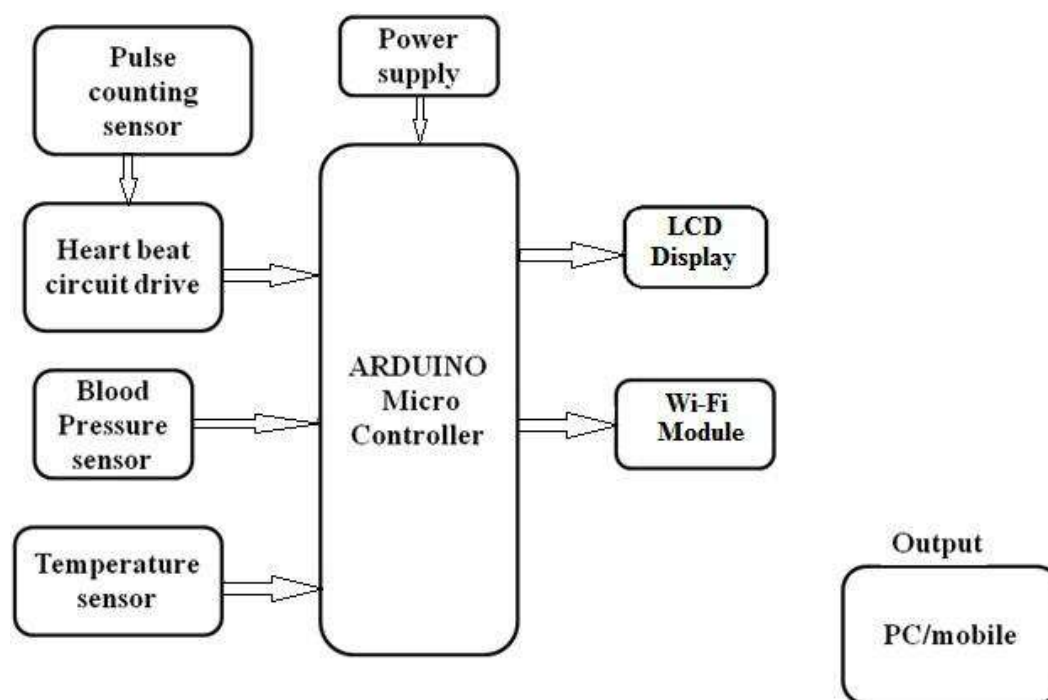 Pulse
counting
sensor
Power
supply
Heart beat
circuit drive
LCD
Display
Blood
Pressure
sensor
ARDUINO
Micro
Controller
Wi-Fi
Module
Temperature
sensor
Output
PC/mobile